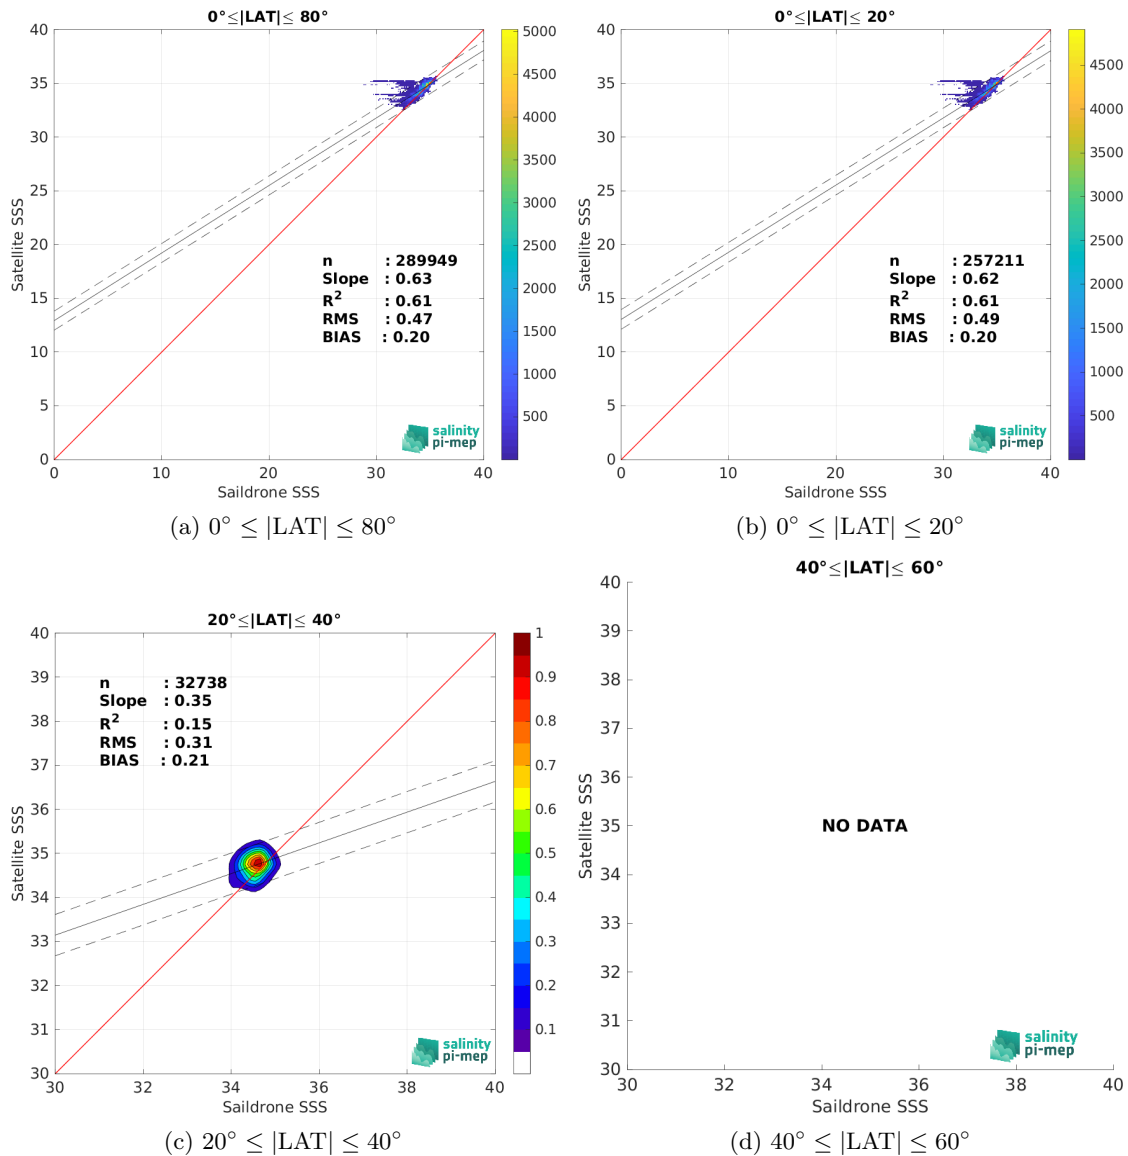 0°≤|LAT|≤ 80°
40
35
30
25
20
15
10
5
0
Satellite SSS
n : 289949
Slope : 0.63
R² : 0.61
RMS : 0.47
BIAS : 0.20
salinity
pi-mep
0 10 20 30 40
Saildrone SSS
5000
4500
4000
3500
3000
2500
2000
1500
1000
500
(a) 0° ≤ |LAT| ≤ 80°
0°≤|LAT|≤ 20°
40
35
30
25
20
15
10
5
0
Satellite SSS
n : 257211
Slope : 0.62
R² : 0.61
RMS : 0.49
BIAS : 0.20
salinity
pi-mep
0 10 20 30 40
Saildrone SSS
4500
4000
3500
3000
2500
2000
1500
1000
500
(b) 0° ≤ |LAT| ≤ 20°
20°≤|LAT|≤ 40°
40
39
38
37
36
35
34
33
32
31
30
Satellite SSS
n : 32738
Slope : 0.35
R² : 0.15
RMS : 0.31
BIAS : 0.21
salinity
pi-mep
30 32 34 36 38 40
Saildrone SSS
1
0.9
0.8
0.7
0.6
0.5
0.4
0.3
0.2
0.1
(c) 20° ≤ |LAT| ≤ 40°
40°≤|LAT|≤ 60°
40
39
38
37
36
35
34
33
32
31
30
Satellite SSS
NO DATA
salinity
pi-mep
30 32 34 36 38 40
Saildrone SSS
(d) 40° ≤ |LAT| ≤ 60°